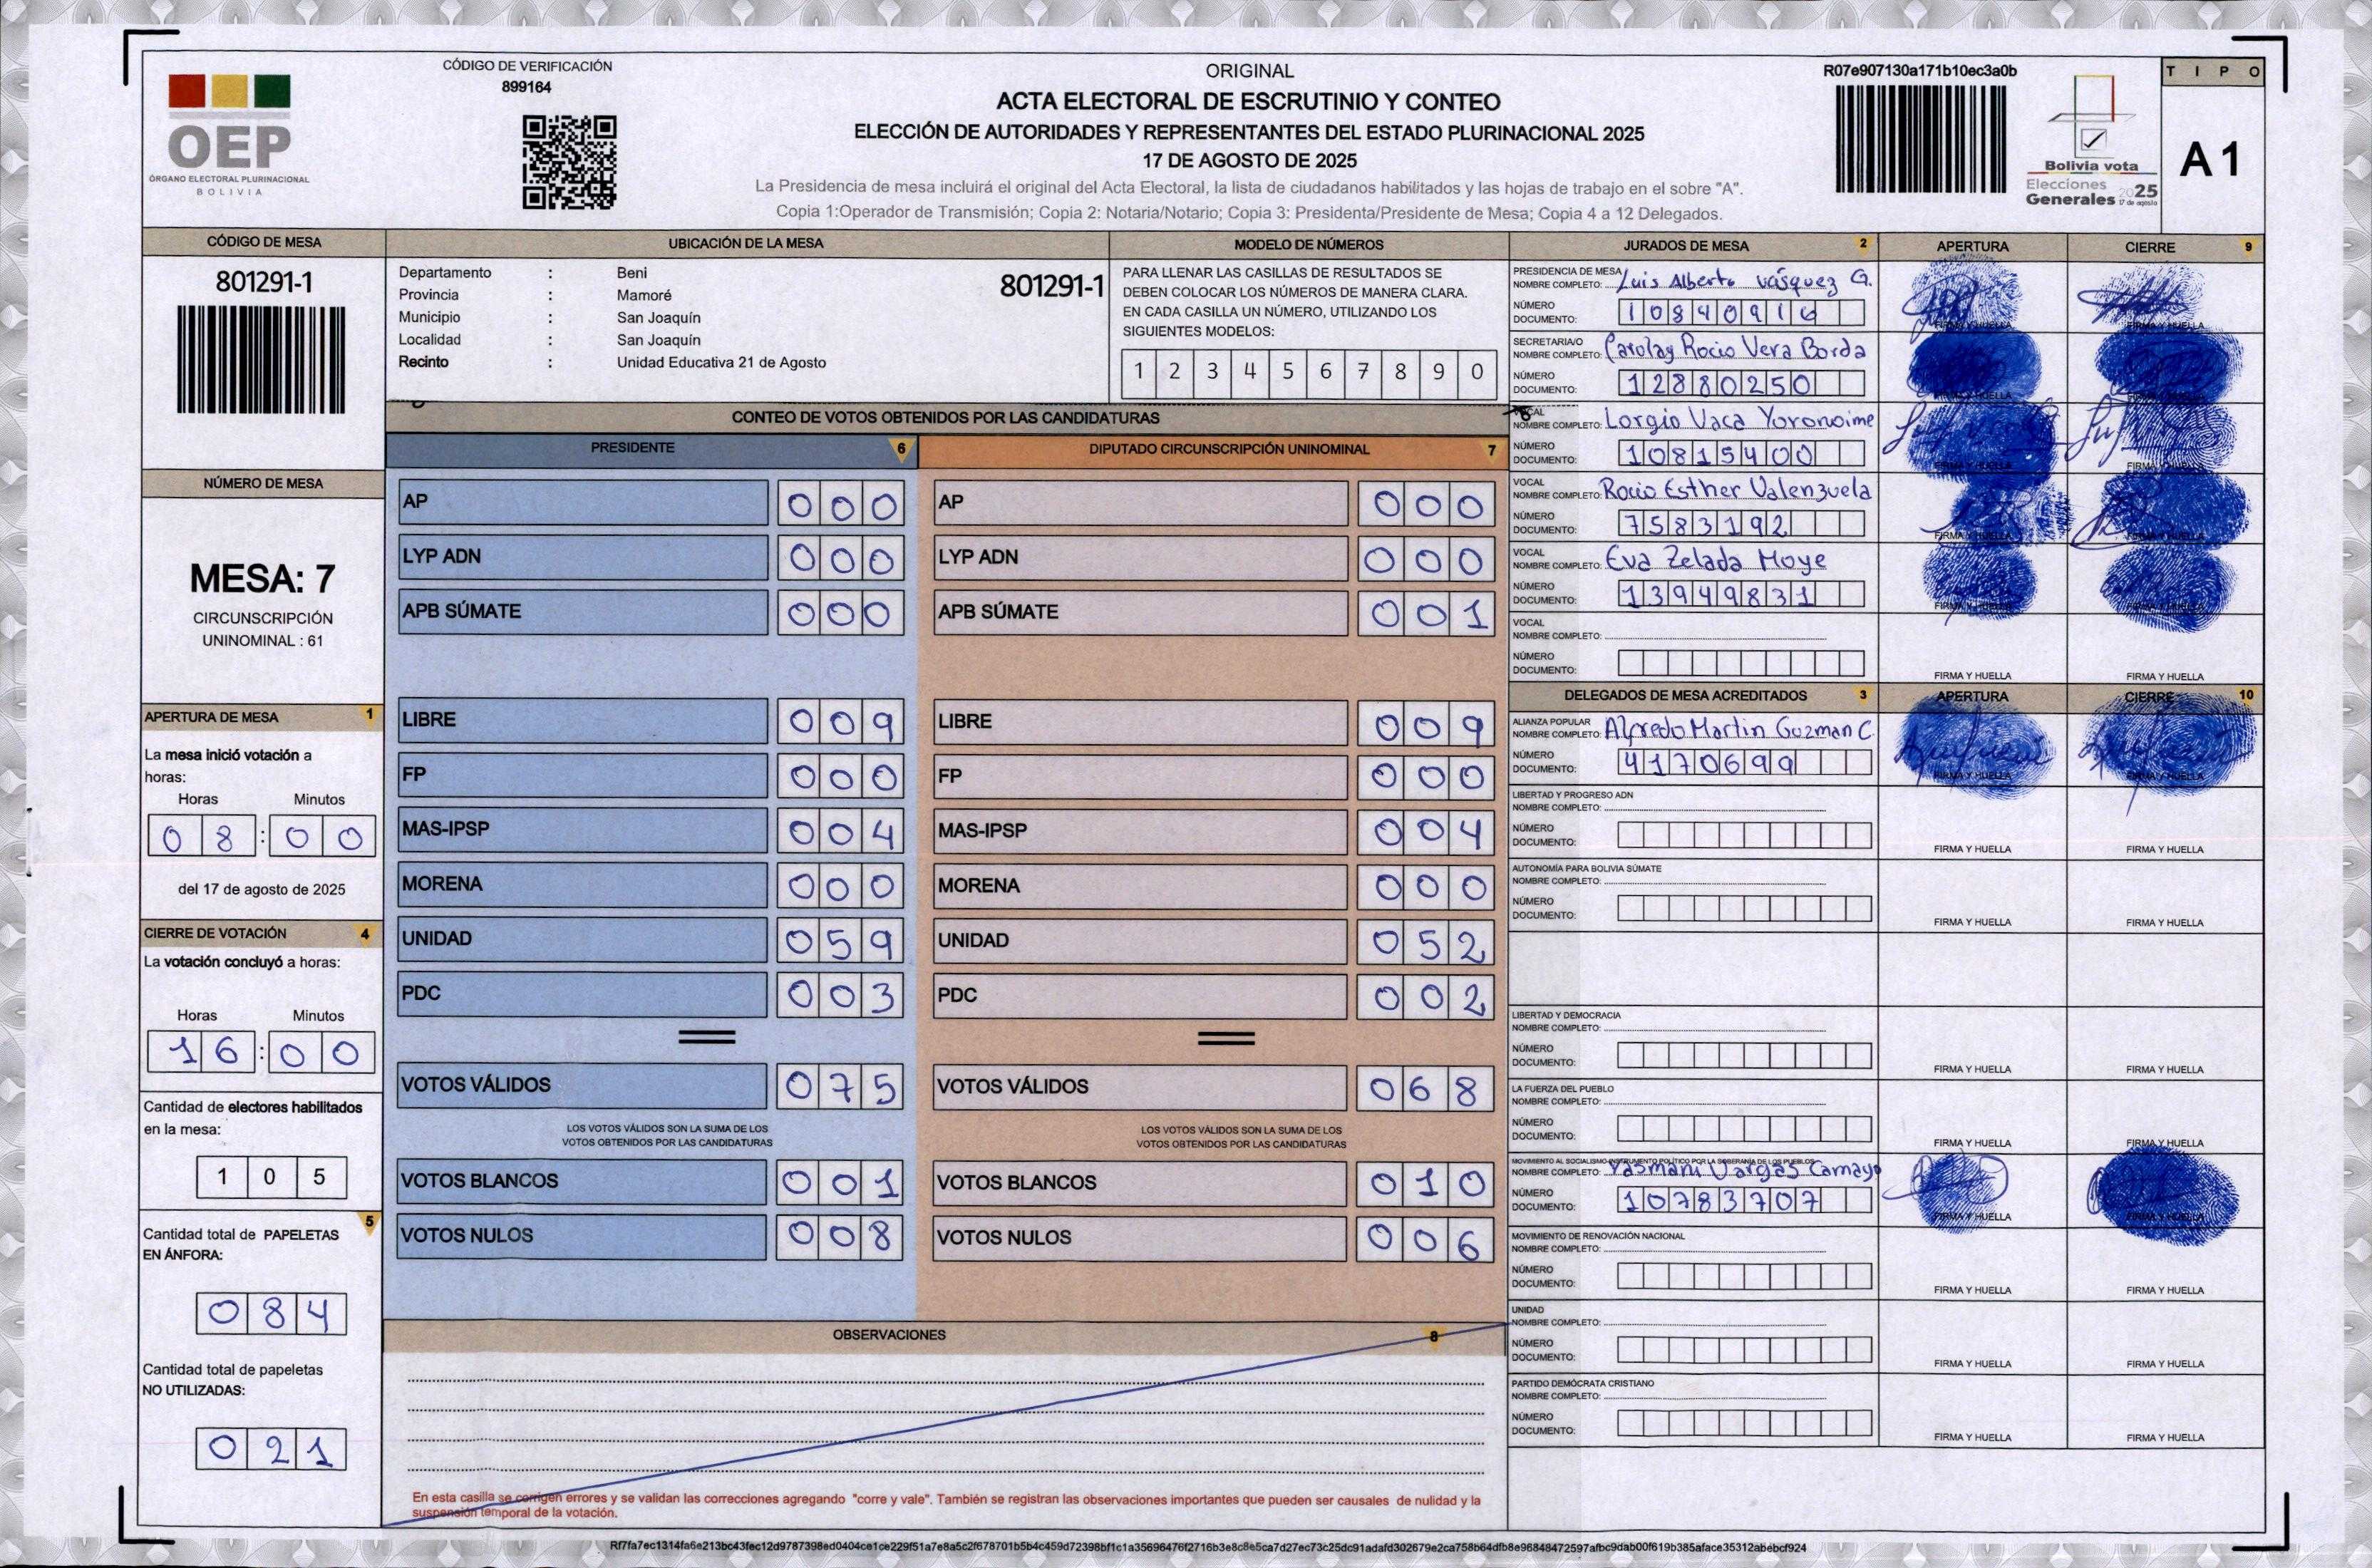 CÓDIGO DE VERIFICACIÓN
899164
OEP
ÓRGANO ELECTORAL PLURINACIONAL
BOLIVIA
ORIGINAL
ACTA ELECTORAL DE ESCRUTINIO Y CONTEO
ELECCIÓN DE AUTORIDADES Y REPRESENTANTES DEL ESTADO PLURINACIONAL 2025
17 DE AGOSTO DE 2025
La Presidencia de mesa incluirá el original del Acta Electoral, la lista de ciudadanos habilitados y las hojas de trabajo en el sobre "A".
Copia 1:Operador de Transmisión; Copia 2: Notaria/Notario; Copia 3: Presidenta/Presidente de Mesa; Copia 4 a 12 Delegados.
R07e907130a171b10ec3a0b
Bolivia vota
Elecciones
Generales 2025
17 de agosto
TIPO
A 1
CÓDIGO DE MESA
801291-1
UBICACIÓN DE LA MESA
Departamento : Beni
Provincia : Mamoré
Municipio : San Joaquín
Localidad : San Joaquín
Recinto : Unidad Educativa 21 de Agosto
801291-1
MODELO DE NÚMEROS
PARA LLENAR LAS CASILLAS DE RESULTADOS SE
DEBEN COLOCAR LOS NÚMEROS DE MANERA CLARA.
EN CADA CASILLA UN NÚMERO, UTILIZANDO LOS
SIGUIENTES MODELOS:
1 2 3 4 5 6 7 8 9 0
NÚMERO DE MESA
MESA: 7
CIRCUNSCRIPCIÓN
UNINOMINAL : 61
APERTURA DE MESA 1
La mesa inició votación a
horas:
Horas Minutos
08:00
del 17 de agosto de 2025
CIERRE DE VOTACIÓN 4
La votación concluyó a horas:
Horas Minutos
16:00
Cantidad de electores habilitados
en la mesa:
1 0 5
5
Cantidad total de PAPELETAS
EN ÁNFORA:
0 8 4
Cantidad total de papeletas
NO UTILIZADAS:
0 2 1
CONTEO DE VOTOS OBTENIDOS POR LAS CANDIDATURAS
PRESIDENTE 6
AP 000
LYP ADN 000
APB SÚMATE 000
LIBRE 009
FP 000
MAS-IPSP 004
MORENA 000
UNIDAD 059
PDC 003
VOTOS VÁLIDOS 075
LOS VOTOS VÁLIDOS SON LA SUMA DE LOS
VOTOS OBTENIDOS POR LAS CANDIDATURAS
VOTOS BLANCOS 001
VOTOS NULOS 008
DIPUTADO CIRCUNSCRIPCIÓN UNINOMINAL 7
AP 000
LYP ADN 000
APB SÚMATE 001
LIBRE 009
FP 000
MAS-IPSP 004
MORENA 000
UNIDAD 052
PDC 002
VOTOS VÁLIDOS 068
LOS VOTOS VÁLIDOS SON LA SUMA DE LOS
VOTOS OBTENIDOS POR LAS CANDIDATURAS
VOTOS BLANCOS 010
VOTOS NULOS 006
OBSERVACIONES 8
En esta casilla se corrigen errores y se validan las correcciones agregando "corre y vale". También se registran las observaciones importantes que pueden ser causales de nulidad y la
suspensión temporal de la votación.
JURADOS DE MESA 2 APERTURA CIERRE 9
PRESIDENCIA DE MESA
NOMBRE COMPLETO: Luis Alberto Vásquez G.
NÚMERO
DOCUMENTO: 10840916
FIRMA Y HUELLA FIRMA Y HUELLA
SECRETARIA/O
NOMBRE COMPLETO: Carolay Rocio Vera Borda
NÚMERO
DOCUMENTO: 12880250
FIRMA Y HUELLA FIRMA Y HUELLA
VOCAL
NOMBRE COMPLETO: Lorgio Vaca Yoronoime
NÚMERO
DOCUMENTO: 10815400
FIRMA Y HUELLA FIRMA Y HUELLA
VOCAL
NOMBRE COMPLETO: Rocio Esther Valenzuela
NÚMERO
DOCUMENTO: 7583192
FIRMA Y HUELLA FIRMA Y HUELLA
VOCAL
NOMBRE COMPLETO: Eva Zelada Moye
NÚMERO
DOCUMENTO: 13949831
FIRMA Y HUELLA FIRMA Y HUELLA
VOCAL
NOMBRE COMPLETO:
NÚMERO
DOCUMENTO:
FIRMA Y HUELLA FIRMA Y HUELLA
DELEGADOS DE MESA ACREDITADOS 3 APERTURA CIERRE 10
ALIANZA POPULAR
NOMBRE COMPLETO: Alfredo Martin Guzman C
NÚMERO
DOCUMENTO: 4170699
FIRMA Y HUELLA FIRMA Y HUELLA
LIBERTAD Y PROGRESO ADN
NOMBRE COMPLETO:
NÚMERO
DOCUMENTO:
FIRMA Y HUELLA FIRMA Y HUELLA
AUTONOMÍA PARA BOLIVIA SÚMATE
NOMBRE COMPLETO:
NÚMERO
DOCUMENTO:
FIRMA Y HUELLA FIRMA Y HUELLA
LIBERTAD Y DEMOCRACIA
NOMBRE COMPLETO:
NÚMERO
DOCUMENTO:
FIRMA Y HUELLA FIRMA Y HUELLA
LA FUERZA DEL PUEBLO
NOMBRE COMPLETO:
NÚMERO
DOCUMENTO:
FIRMA Y HUELLA FIRMA Y HUELLA
MOVIMIENTO AL SOCIALISMO-INSTRUMENTO POLÍTICO POR LA SOBERANÍA DE LOS PUEBLOS
NOMBRE COMPLETO: Yasmani Vargas Camayo
NÚMERO
DOCUMENTO: 10783707
FIRMA Y HUELLA FIRMA Y HUELLA
MOVIMIENTO DE RENOVACIÓN NACIONAL
NOMBRE COMPLETO:
NÚMERO
DOCUMENTO:
FIRMA Y HUELLA FIRMA Y HUELLA
UNIDAD
NOMBRE COMPLETO:
NÚMERO
DOCUMENTO:
FIRMA Y HUELLA FIRMA Y HUELLA
PARTIDO DEMÓCRATA CRISTIANO
NOMBRE COMPLETO:
NÚMERO
DOCUMENTO:
FIRMA Y HUELLA FIRMA Y HUELLA